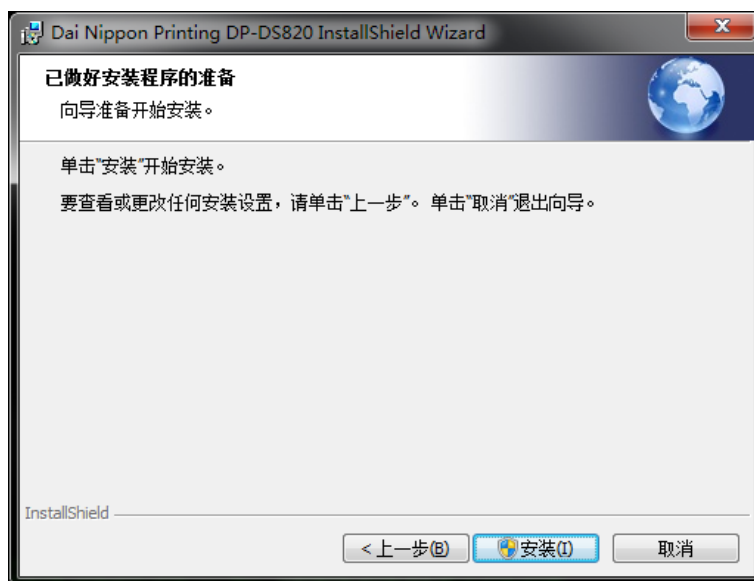 Dai Nippon Printing DP-DS820 InstallShield Wizard
已做好安装程序的准备
向导准备开始安装。
单击“安装”开始安装。
要查看或更改任何安装设置，请单击“上一步”。单击“取消”退出向导。
InstallShield
< 上一步(B)
安装(I)
取消